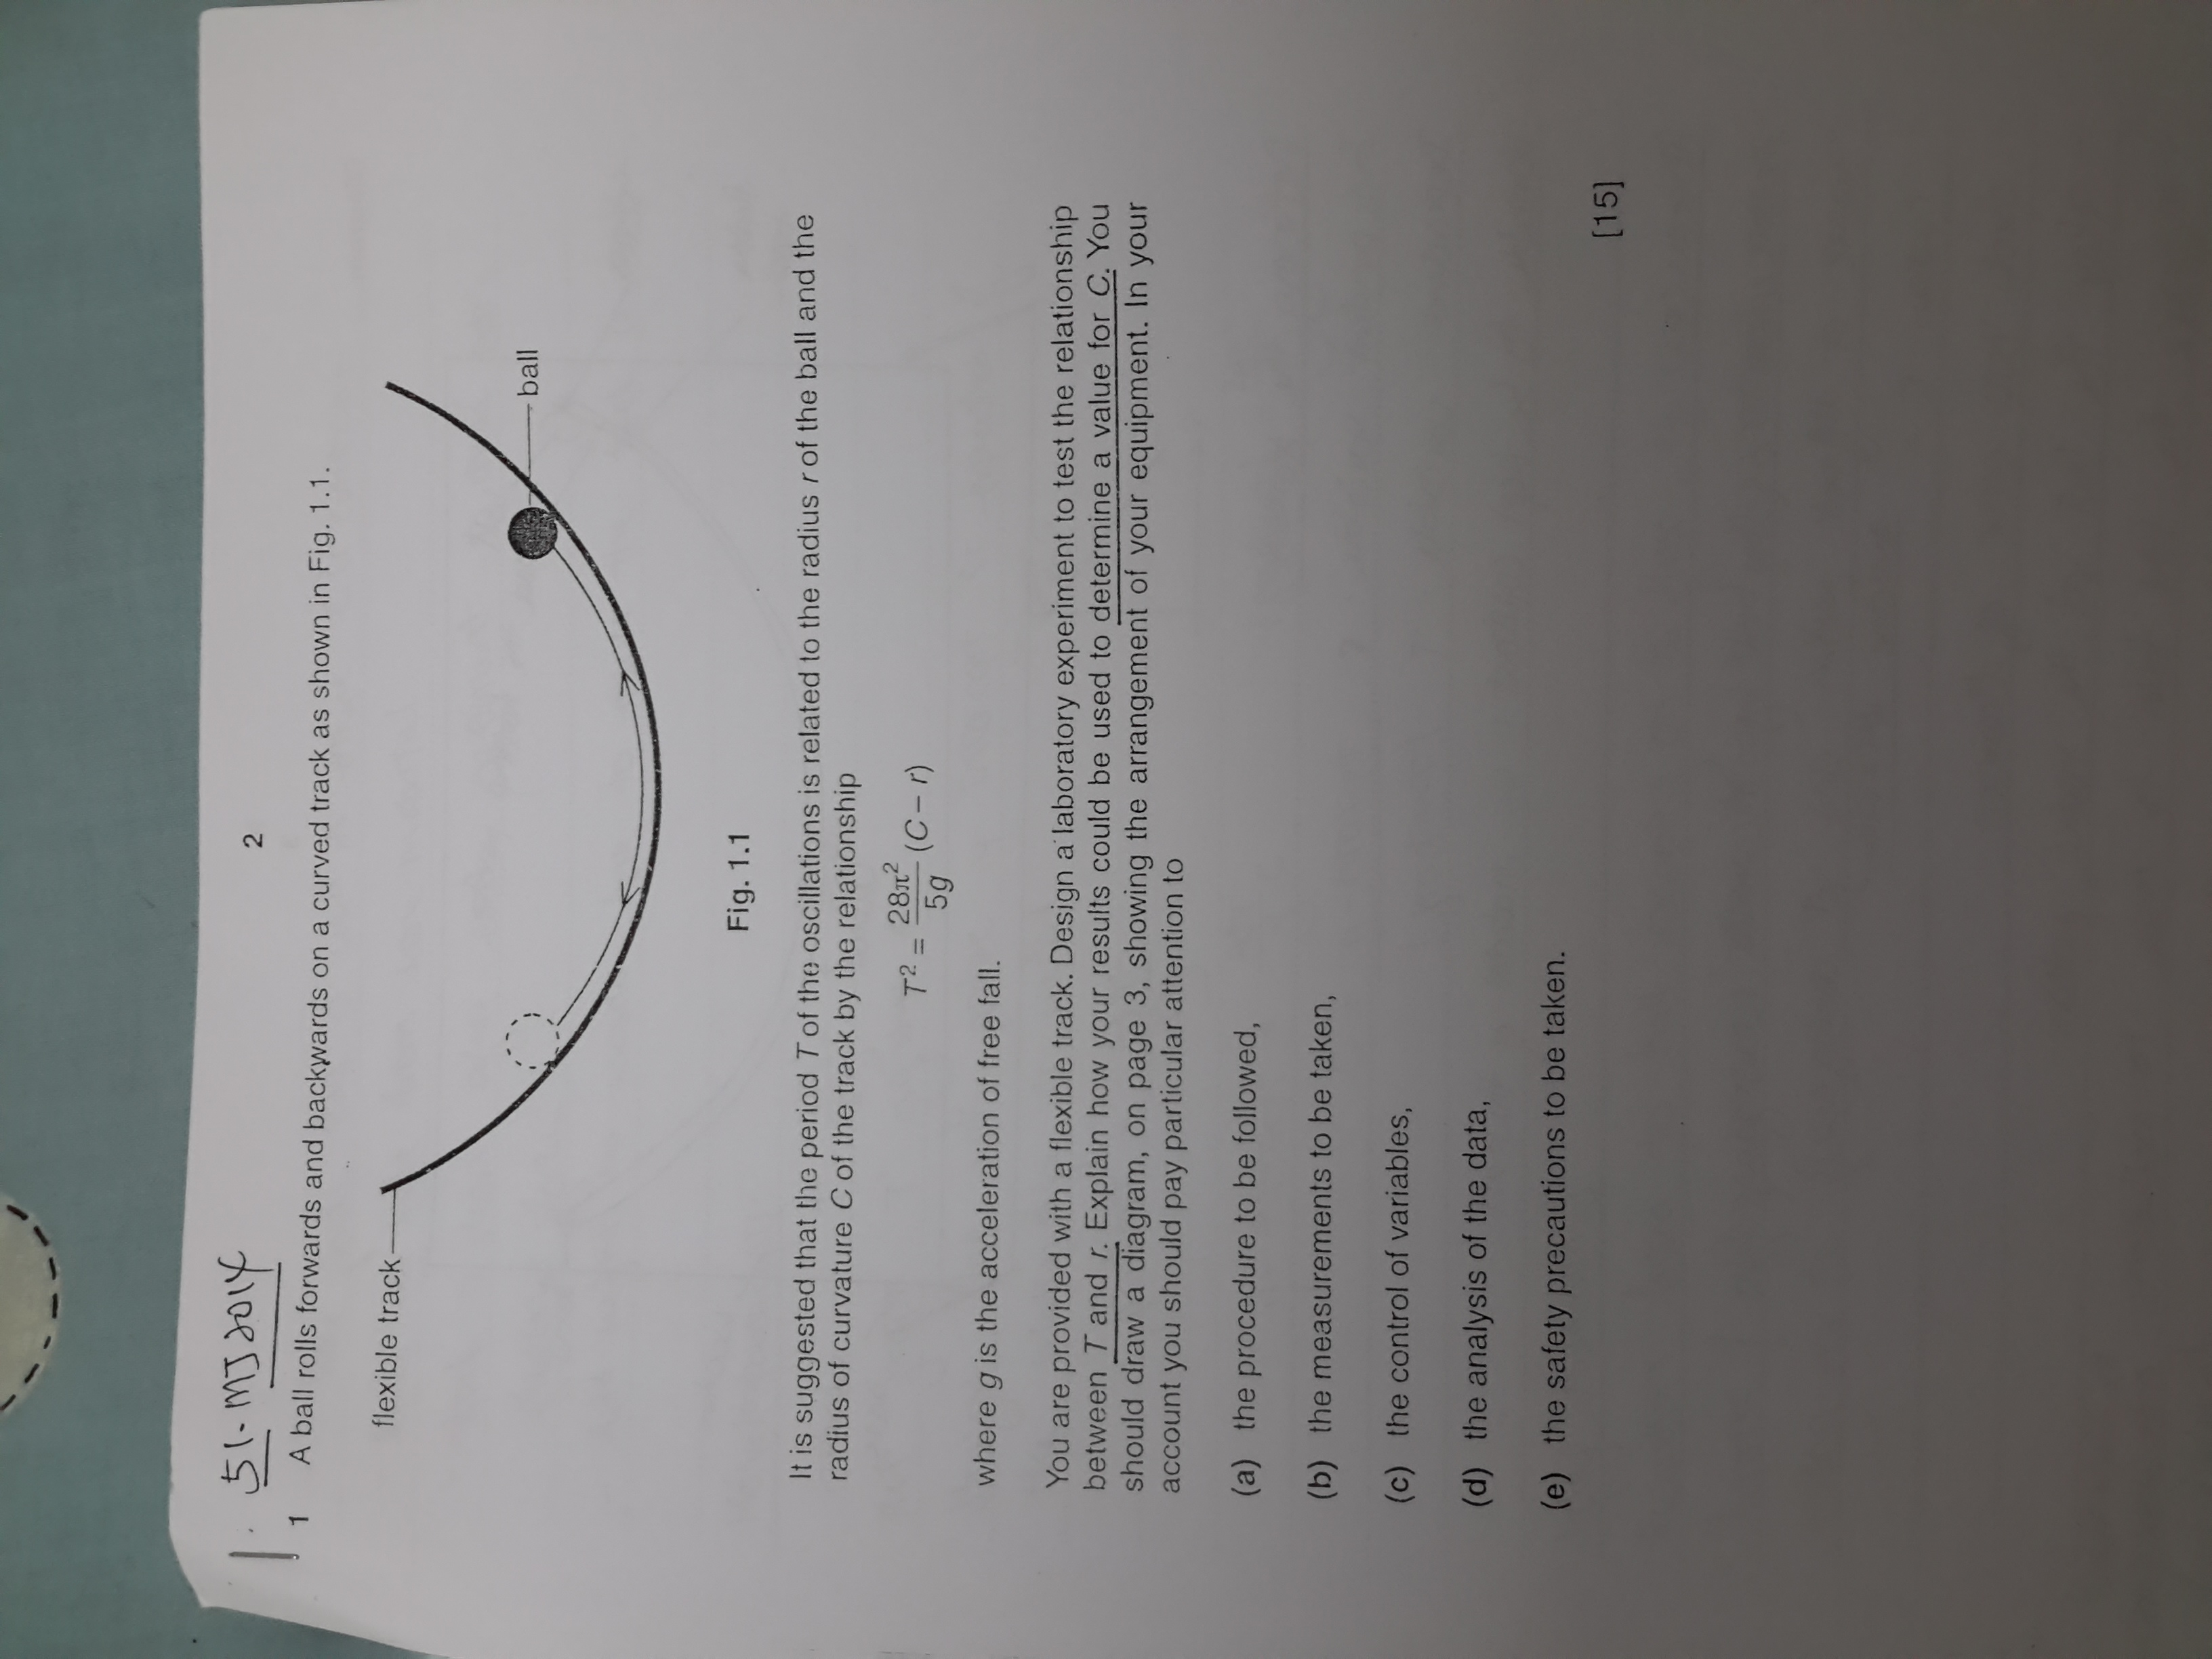 1. 51. MJ 2014
2
1 A ball rolls forwards and backwards on a curved track as shown in Fig. 1.1.
flexible track
ball
Fig. 1.1
It is suggested that the period T of the oscillations is related to the radius r of the ball and the
radius of curvature C of the track by the relationship
T² = 28π²/5g (C – r)
where g is the acceleration of free fall.
You are provided with a flexible track. Design a laboratory experiment to test the relationship
between T and r. Explain how your results could be used to determine a value for C. You
should draw a diagram, on page 3, showing the arrangement of your equipment. In your
account you should pay particular attention to
(a) the procedure to be followed,
(b) the measurements to be taken,
(c) the control of variables,
(d) the analysis of the data,
(e) the safety precautions to be taken.
[15]